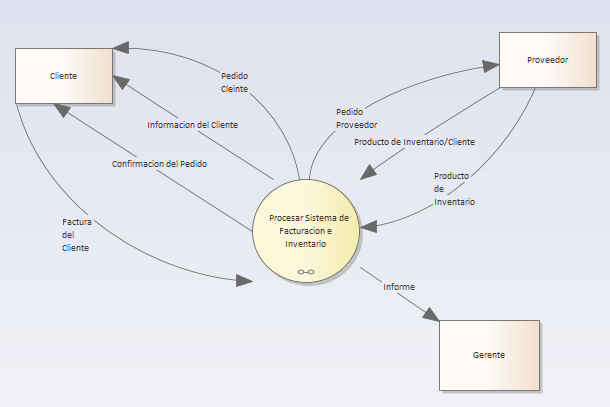 Cliente
Proveedor
Pedido
Cleinte
Pedido
Proveedor
Informacion del Cliente
Producto de Inventario/Cliente
Confirmacion del Pedido
Producto
de
Inventario
Procesar Sistema de
Facturacion e
Inventario
Factura
del
Cliente
Informe
Gerente